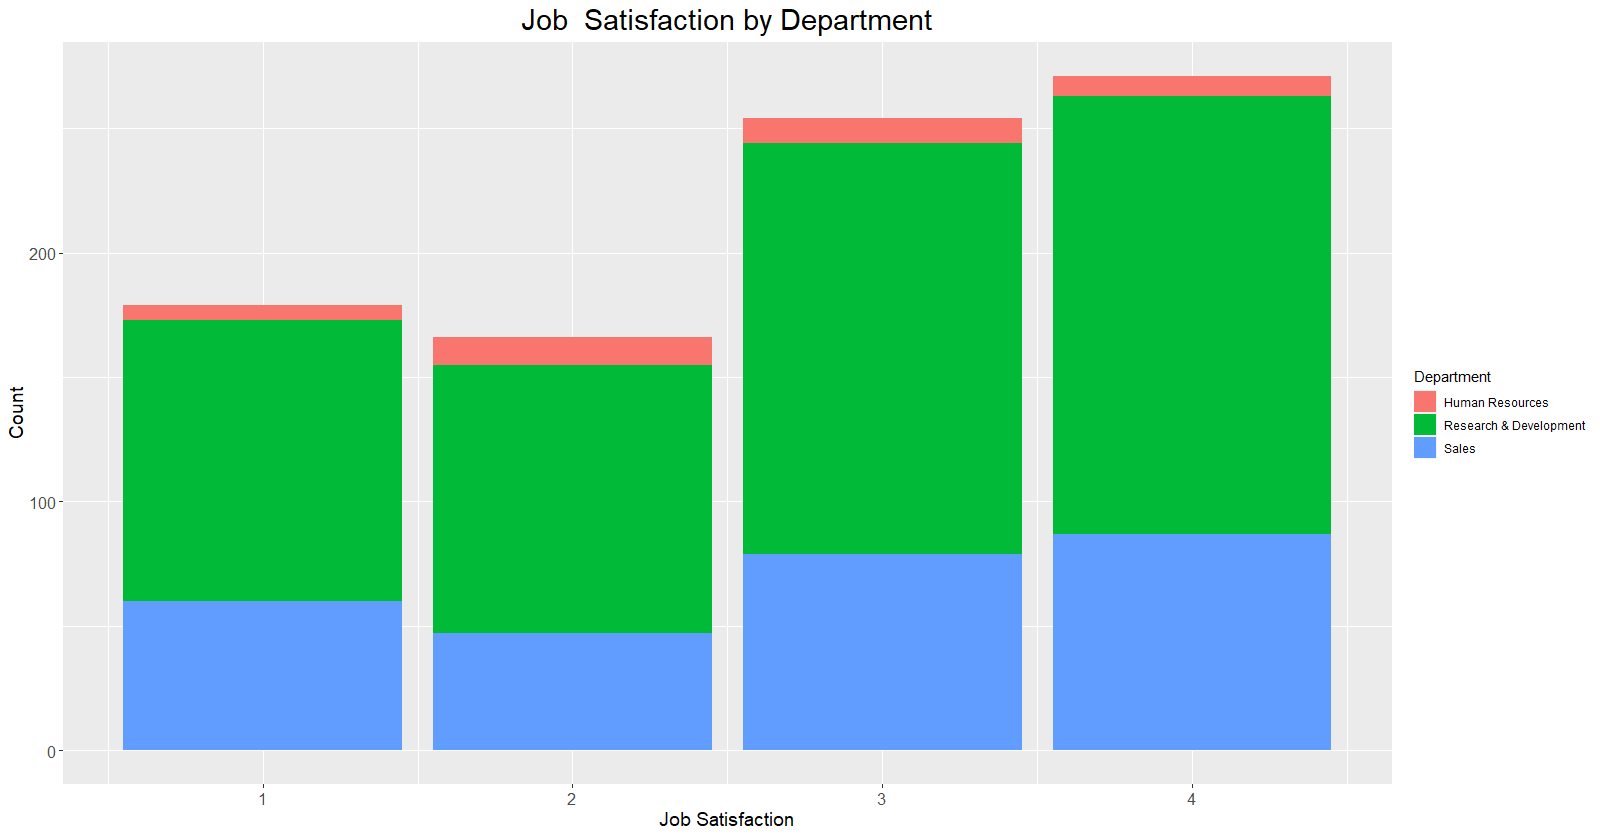 Job  Satisfaction by Department
Count
200
100
0
1 2 3 4
Job Satisfaction
Department
Human Resources
Research & Development
Sales